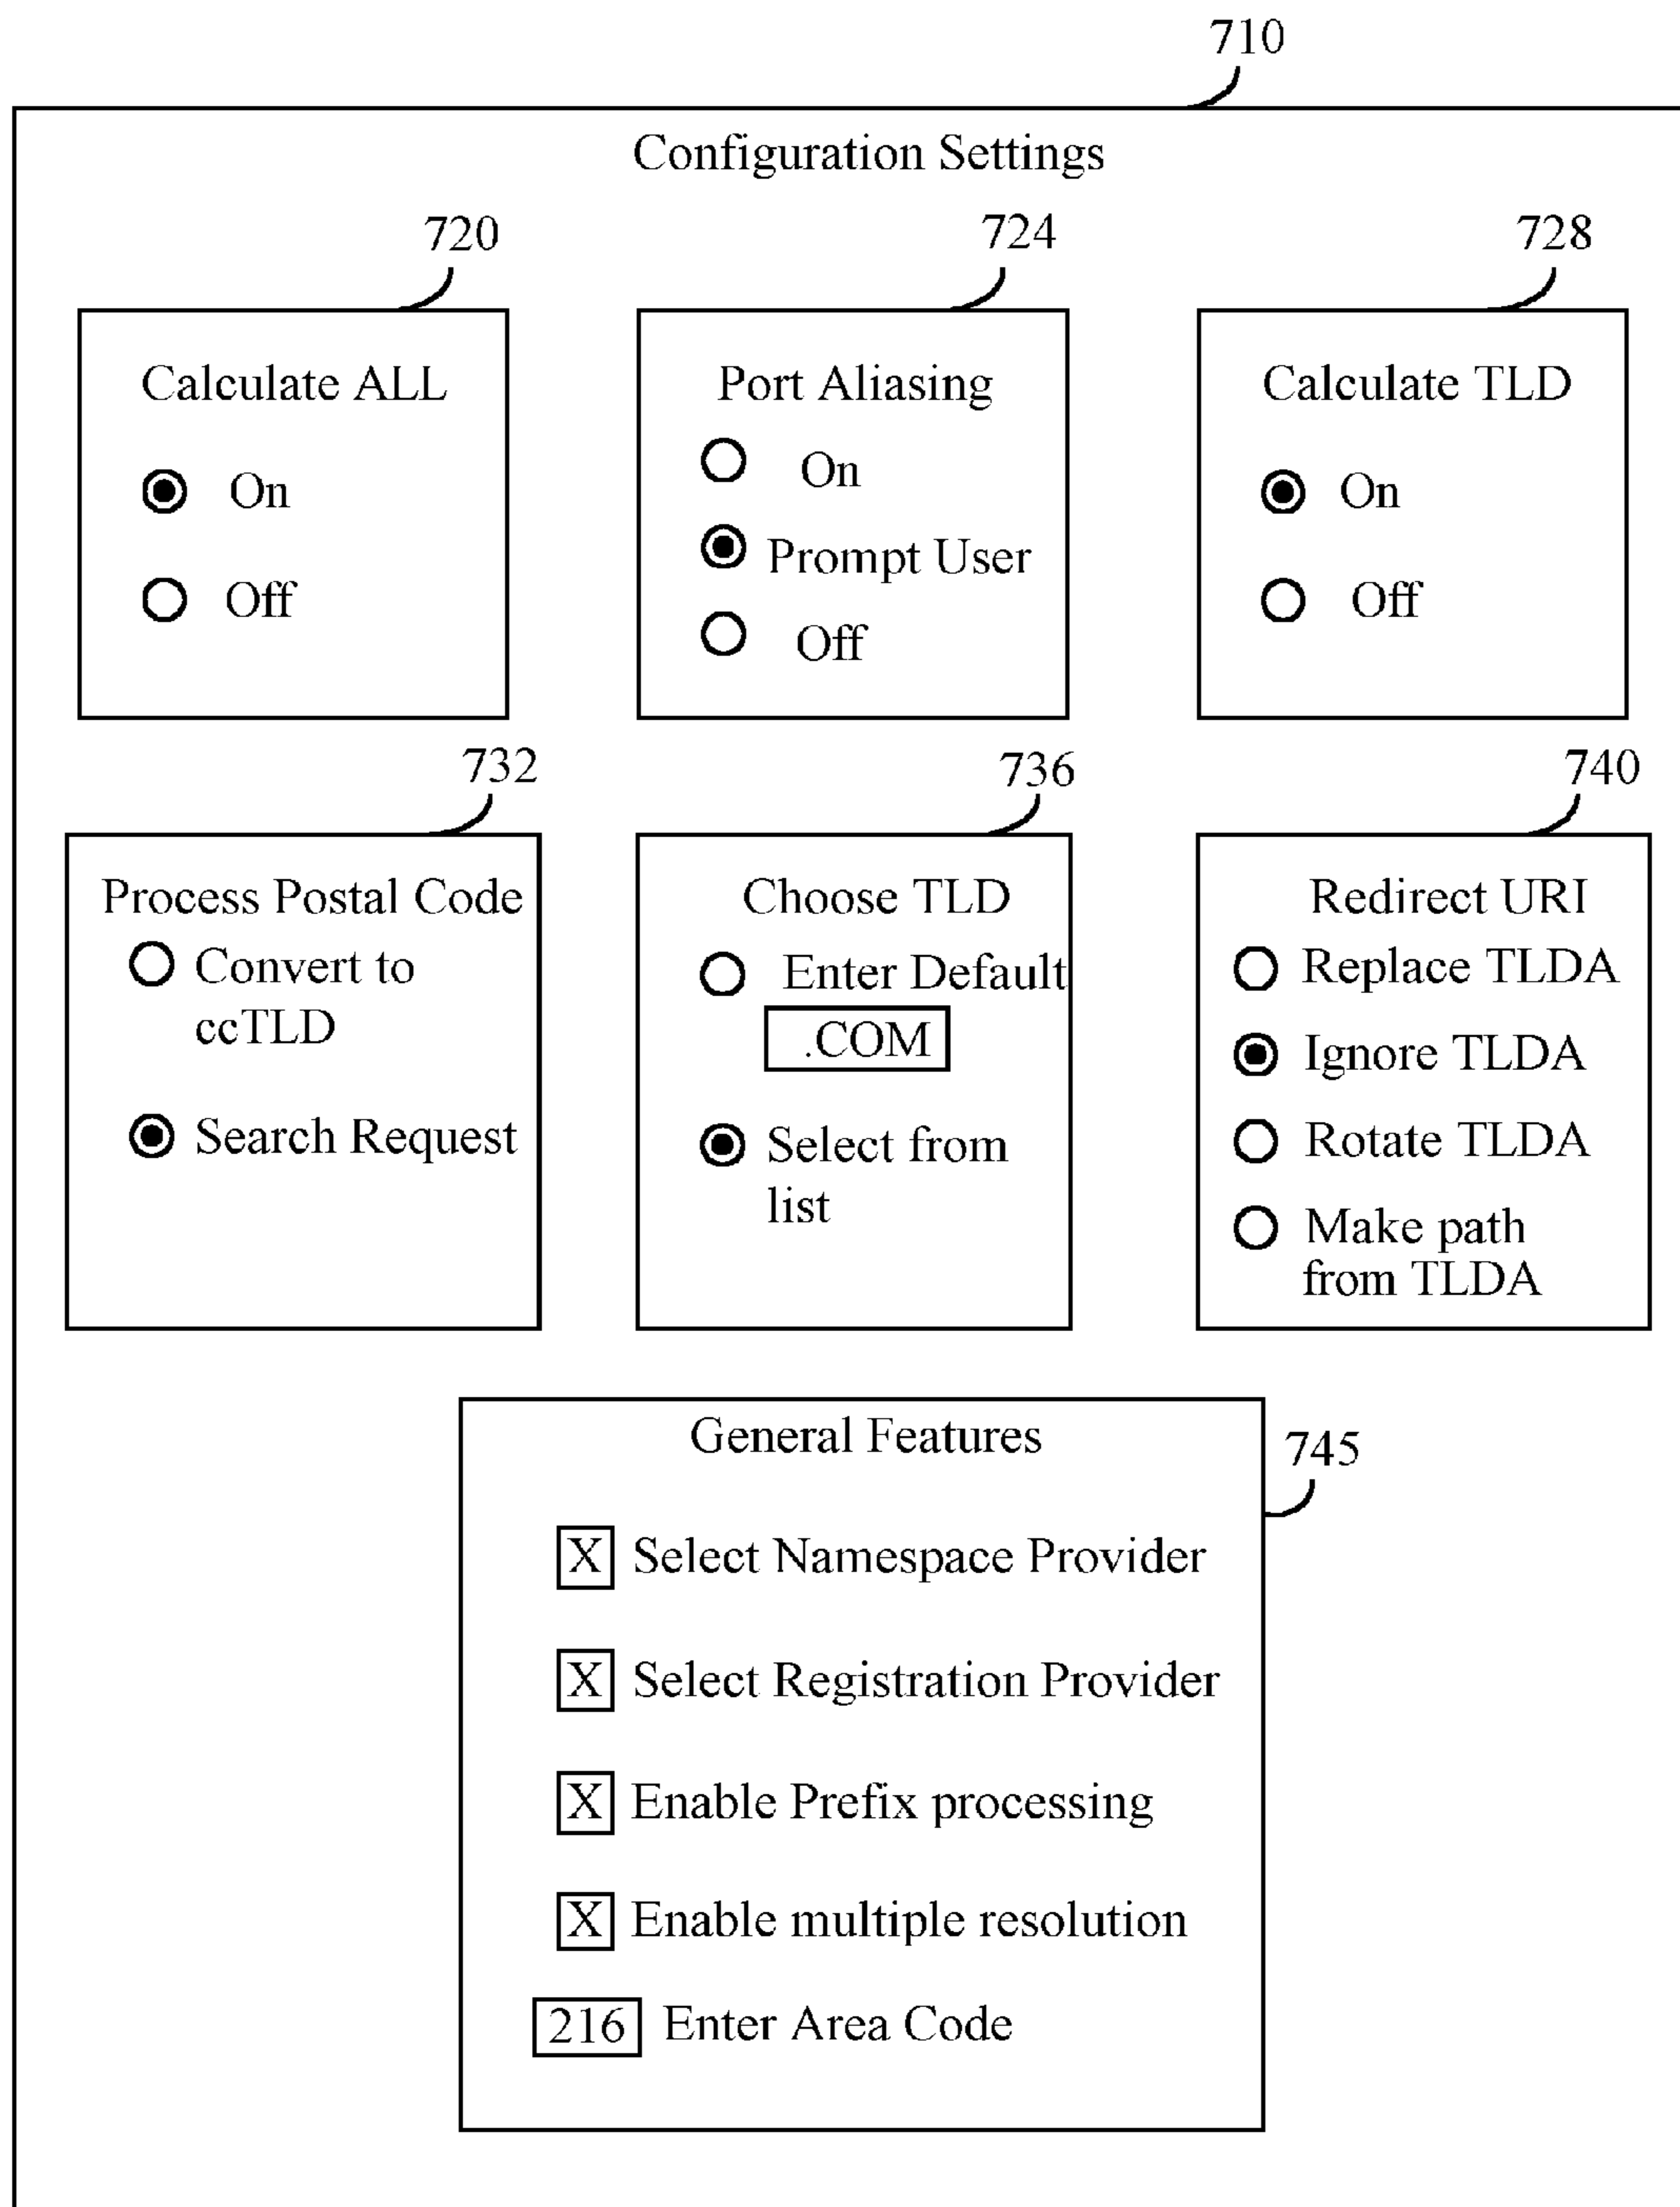 710
Configuration Settings
720
724
728
Calculate ALL
On
Off
Port Aliasing
On
Prompt User
Off
Calculate TLD
On
Off
732
736
740
Process Postal Code
Convert to
ccTLD
Search Request
Choose TLD
Enter Default
.COM
Select from
list
Redirect URI
Replace TLDA
Ignore TLDA
Rotate TLDA
Make path
from TLDA
General Features
745
X Select Namespace Provider
X Select Registration Provider
X Enable Prefix processing
X Enable multiple resolution
216 Enter Area Code